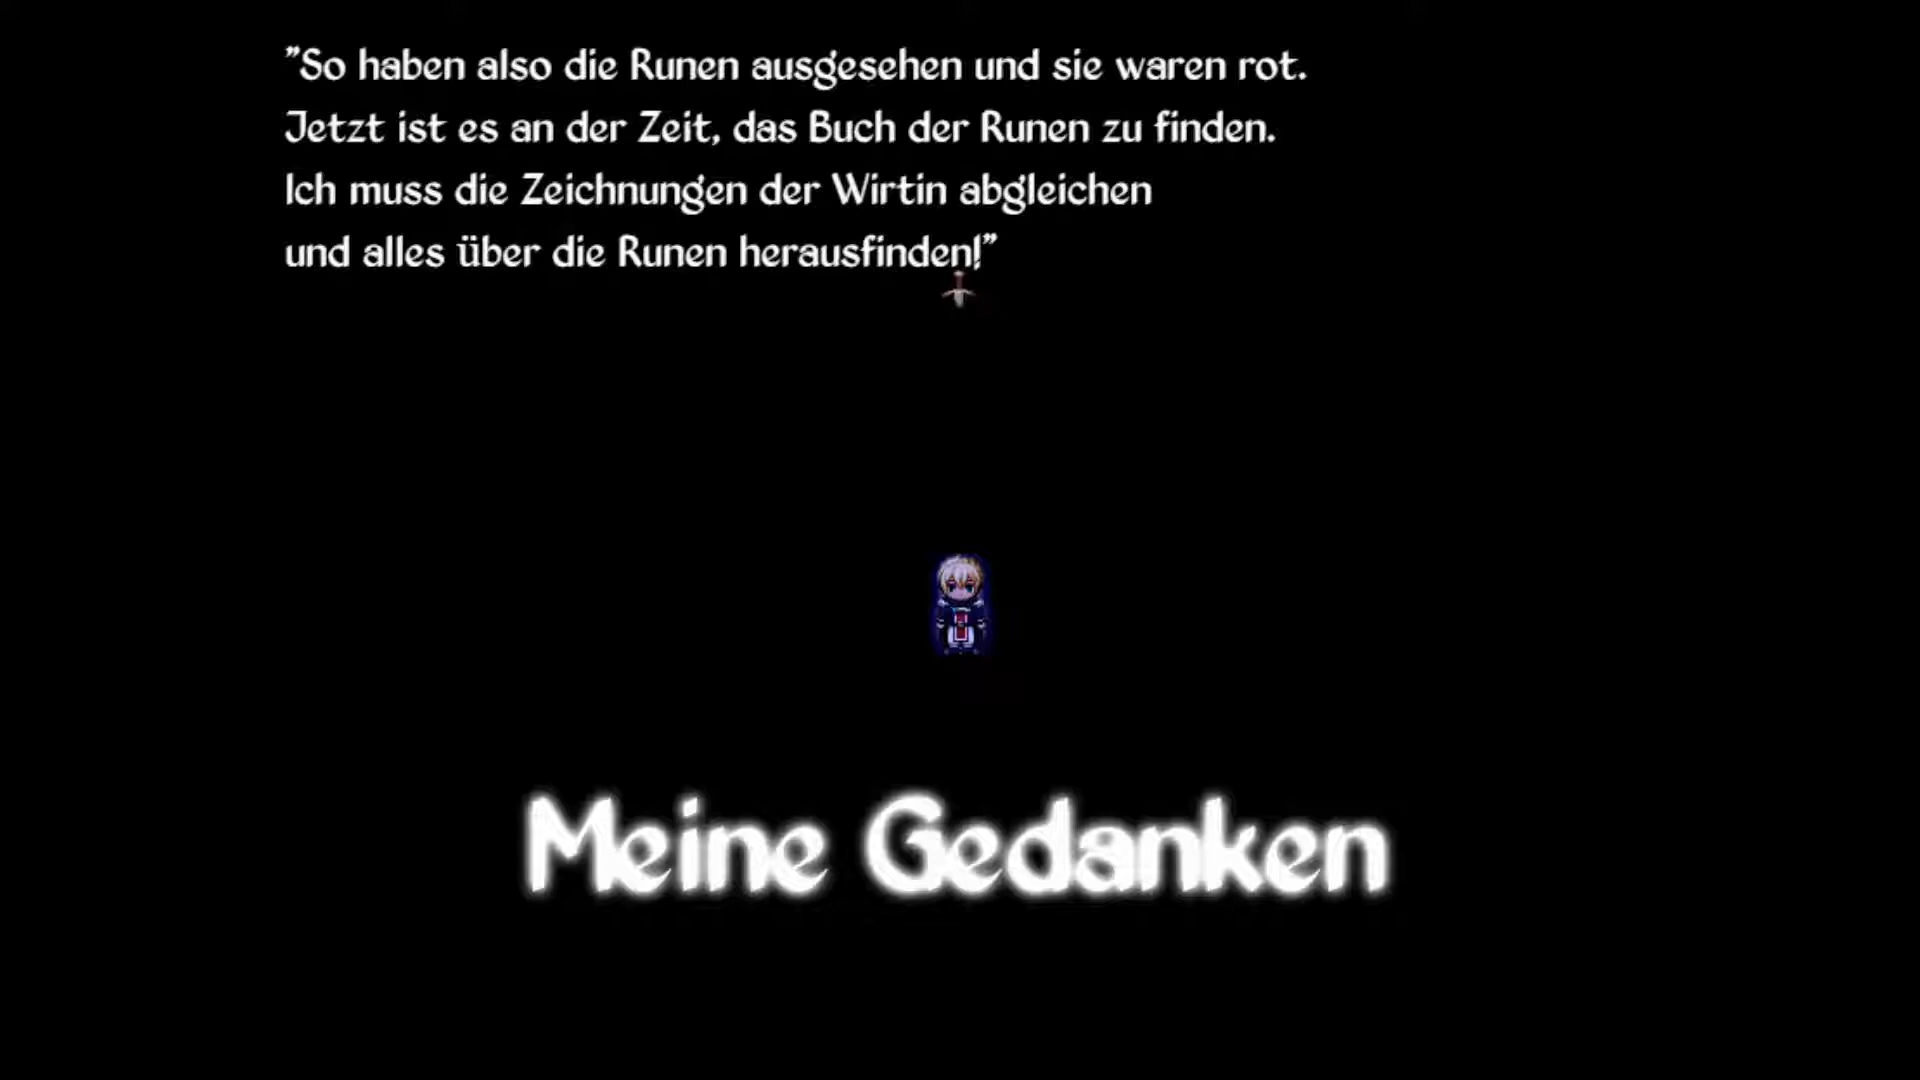 "So haben also die Runen ausgesehen und sie waren rot.
Jetzt ist es an der Zeit, das Buch der Runen zu finden.
Ich muss die Zeichnungen der Wirtin abgleichen
und alles über die Runen herausfinden!"
Meine Gedanken